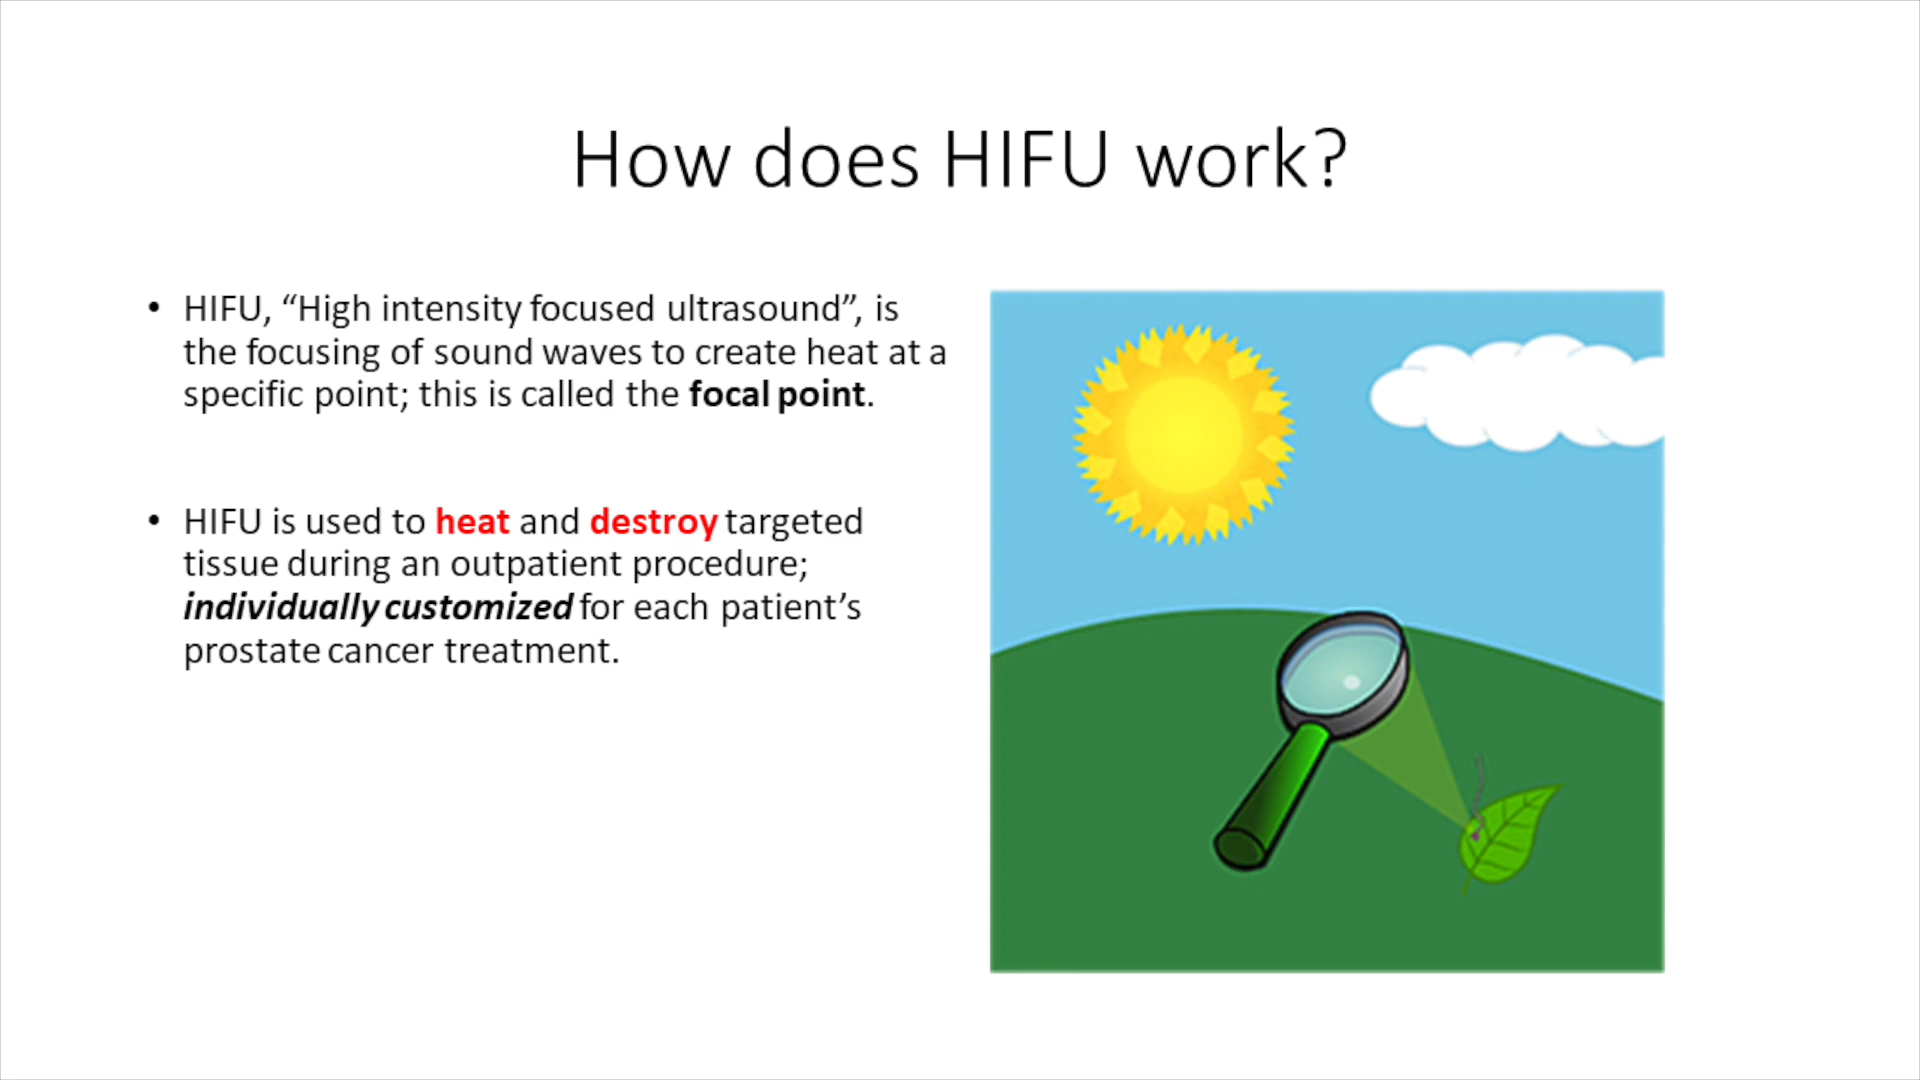 How does HIFU work?
• HIFU, “High intensity focused ultrasound”, is
the focusing of sound waves to create heat at a
specific point; this is called the focal point.
• HIFU is used to heat and destroy targeted
tissue during an outpatient procedure;
individually customized for each patient’s
prostate cancer treatment.